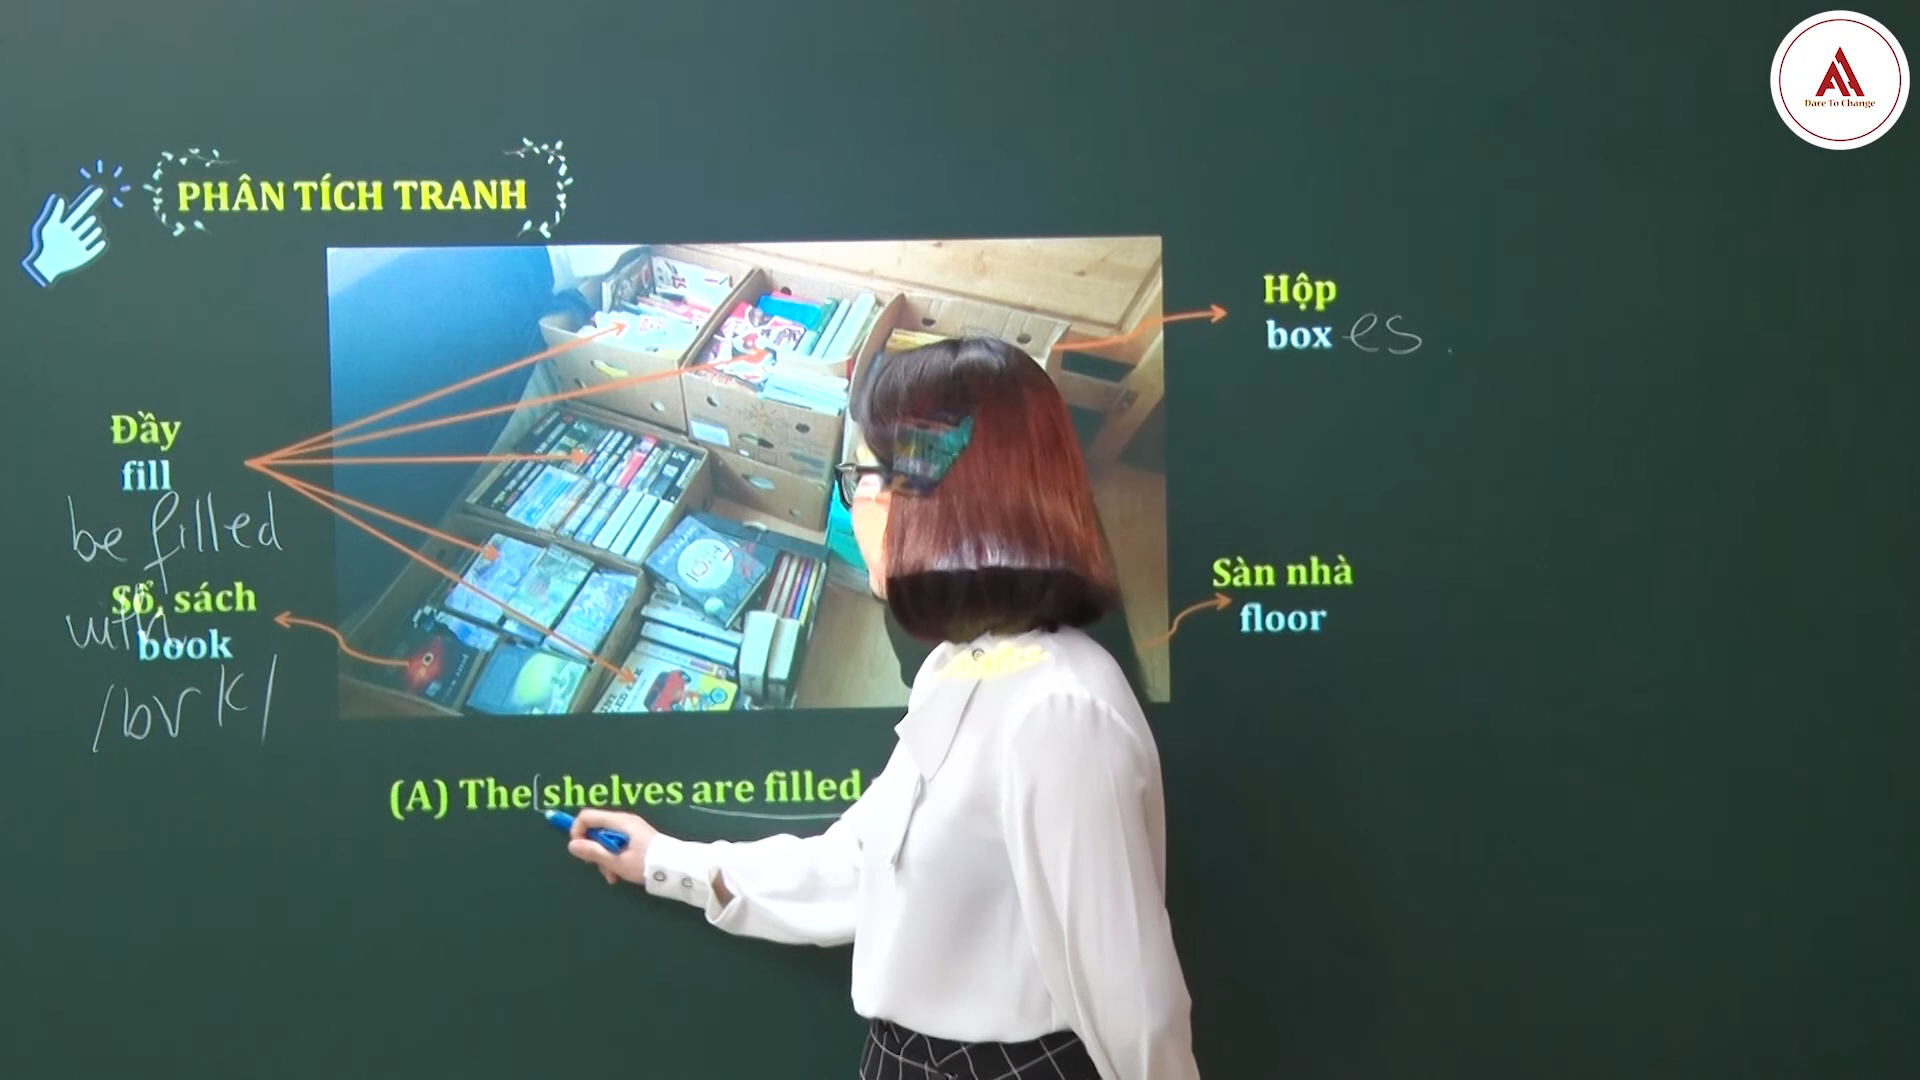 Dare To Change
PHÂN TÍCH TRANH
Hộp
box es
Đầy
fill
be filled
with
Sổ, sách
book
/bʊk/
Sàn nhà
floor
(A) The shelves are filled